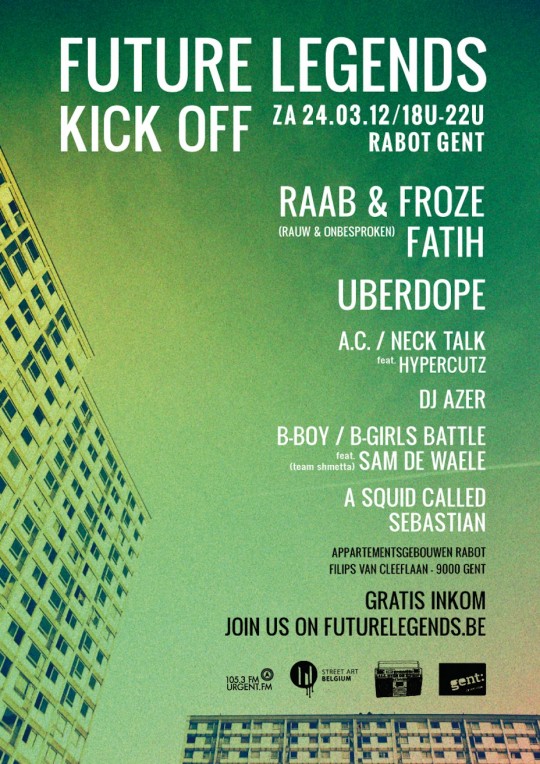 FUTURE LEGENDS
KICK OFF
ZA 24.03.12/18U-22U
RABOT GENT
RAAB & FROZE
(RAUW & ONBESPROKEN) FATIH
UBERDOPE
A.C. / NECK TALK
feat. HYPERCUTZ
DJ AZER
B-BOY / B-GIRLS BATTLE
feat.
(team shmetta) SAM DE WAELE
A SQUID CALLED
SEBASTIAN
APPARTEMENTSGEBOUWEN RABOT
FILIPS VAN CLEEFLAAN - 9000 GENT
GRATIS INKOM
JOIN US ON FUTURELEGENDS.BE
105.3 FM
URGENT.FM
STREET ART
BELGIUM
gent: